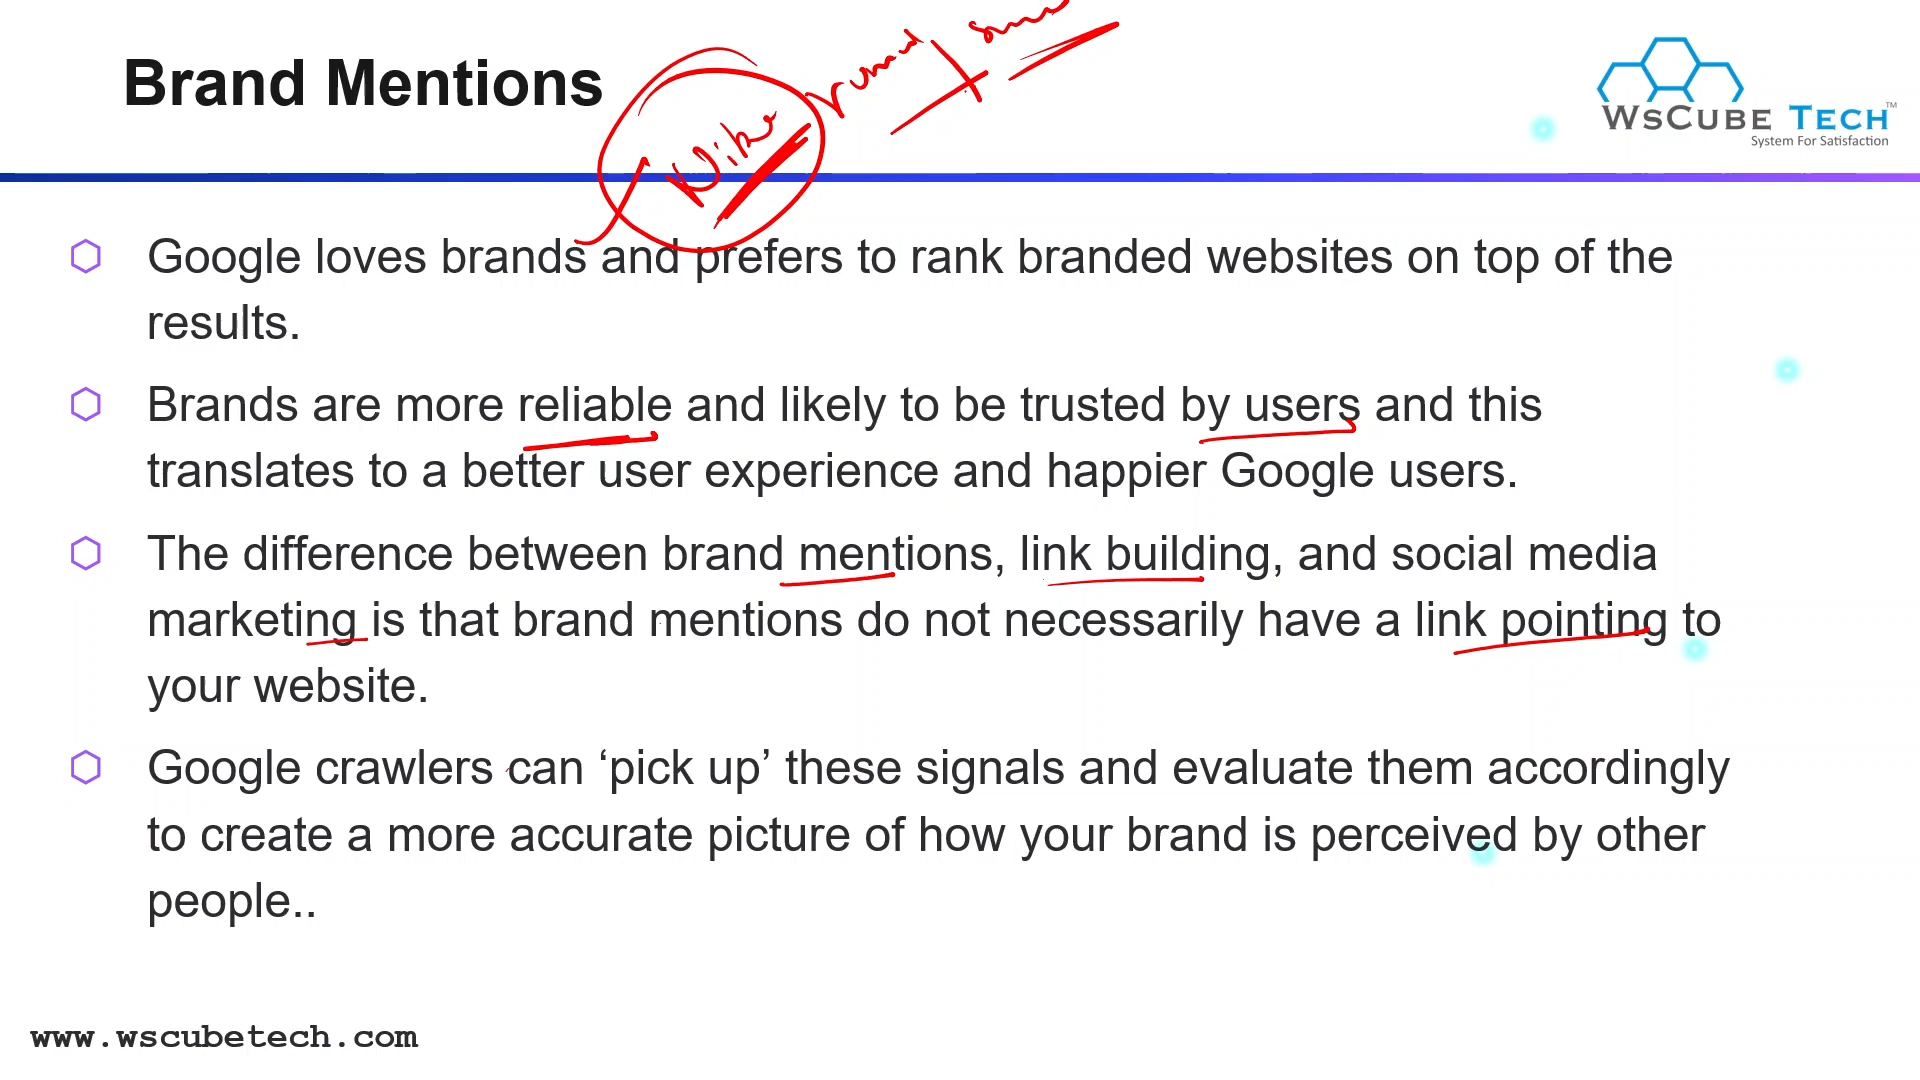 Brand Mentions
Nike
WsCube Tech™
System For Satisfaction
Google loves brands and prefers to rank branded websites on top of the
results.
Brands are more reliable and likely to be trusted by users and this
translates to a better user experience and happier Google users.
The difference between brand mentions, link building, and social media
marketing is that brand mentions do not necessarily have a link pointing to
your website.
Google crawlers can ‘pick up’ these signals and evaluate them accordingly
to create a more accurate picture of how your brand is perceived by other
people..
www.wscubetech.com